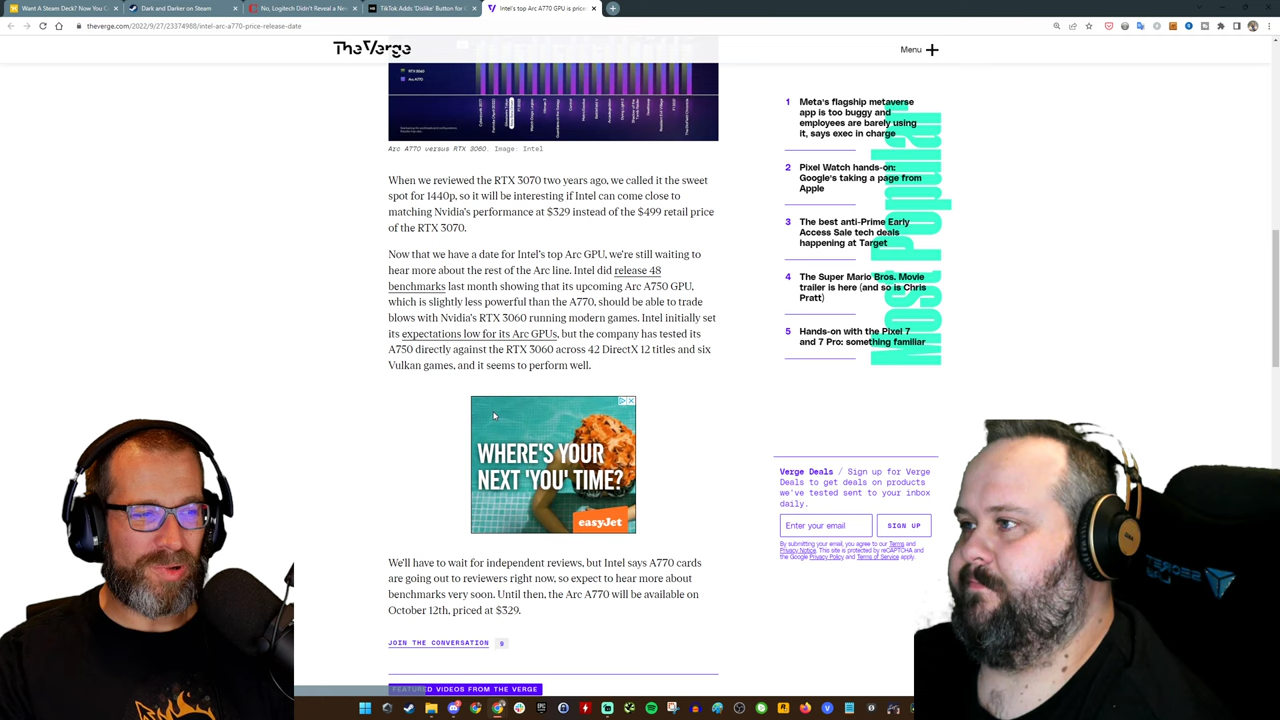 Want A Steam Deck? Now You C
Dark and Darker on Steam
No, Logitech Didn't Reveal a Ne
TikTok Adds 'Dislike' Button for
Intel's top Arc A770 GPU is price
theverge.com/2022/9/27/23374988/intel-arc-a770-price-release-date
The Verge
Menu
RTX 3060
Arc A770
Arc A770 versus RTX 3060. Image: Intel
When we reviewed the RTX 3070 two years ago, we called it the sweet
spot for 1440p, so it will be interesting if Intel can come close to
matching Nvidia's performance at $329 instead of the $499 retail price
of the RTX 3070.
Now that we have a date for Intel's top Arc GPU, we're still waiting to
hear more about the rest of the Arc line. Intel did release 48
benchmarks last month showing that its upcoming Arc A750 GPU,
which is slightly less powerful than the A770, should be able to trade
blows with Nvidia's RTX 3060 running modern games. Intel initially set
its expectations low for its Arc GPUs, but the company has tested its
A750 directly against the RTX 3060 across 42 DirectX 12 titles and six
Vulkan games, and it seems to perform well.
WHERE'S YOUR
NEXT 'YOU' TIME?
easyJet
We'll have to wait for independent reviews, but Intel says A770 cards
are going out to reviewers right now, so expect to hear more about
benchmarks very soon. Until then, the Arc A770 will be available on
October 12th, priced at $329.
JOIN THE CONVERSATION 9
FEATURED VIDEOS FROM THE VERGE
Most Popular
1 Meta's flagship metaverse
app is too buggy and
employees are barely using
it, says exec in charge
2 Pixel Watch hands-on:
Google's taking a page from
Apple
3 The best anti-Prime Early
Access Sale tech deals
happening at Target
4 The Super Mario Bros. Movie
trailer is here (and so is Chris
Pratt)
5 Hands-on with the Pixel 7
and 7 Pro: something familiar
Verge Deals / Sign up for Verge
Deals to get deals on products
we've tested sent to your inbox
daily.
Enter your email
SIGN UP
By submitting your email, you agree to our Terms and
Privacy Notice. This site is protected by reCAPTCHA and
the Google Privacy Policy and Terms of Service apply.
SECRET